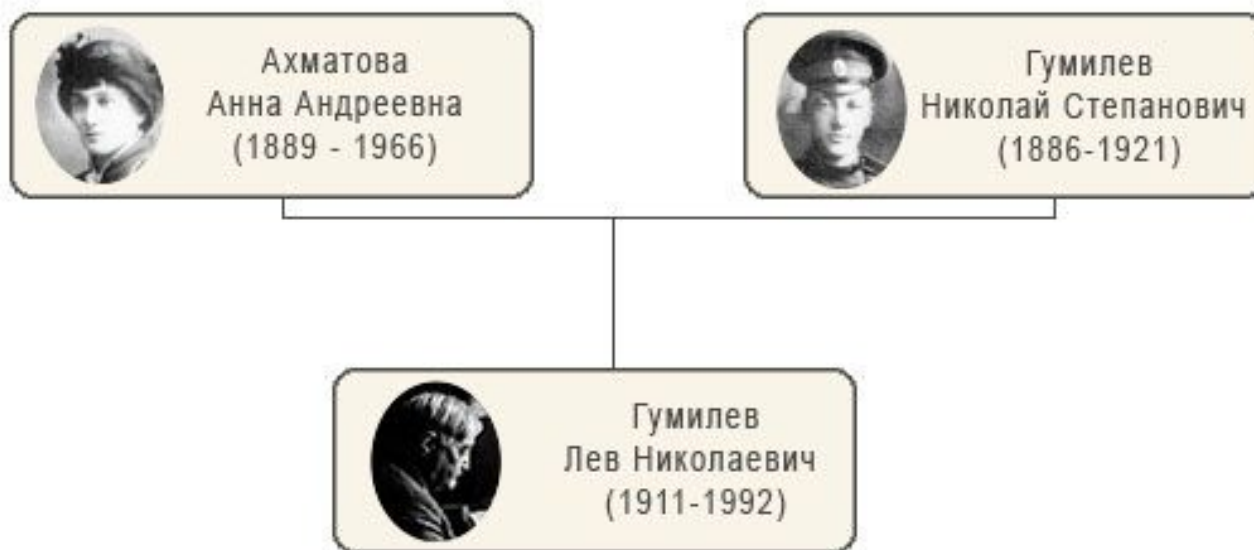 Ахматова
Анна Андреевна
(1889 - 1966)
Гумилев
Николай Степанович
(1886-1921)
Гумилев
Лев Николаевич
(1911-1992)